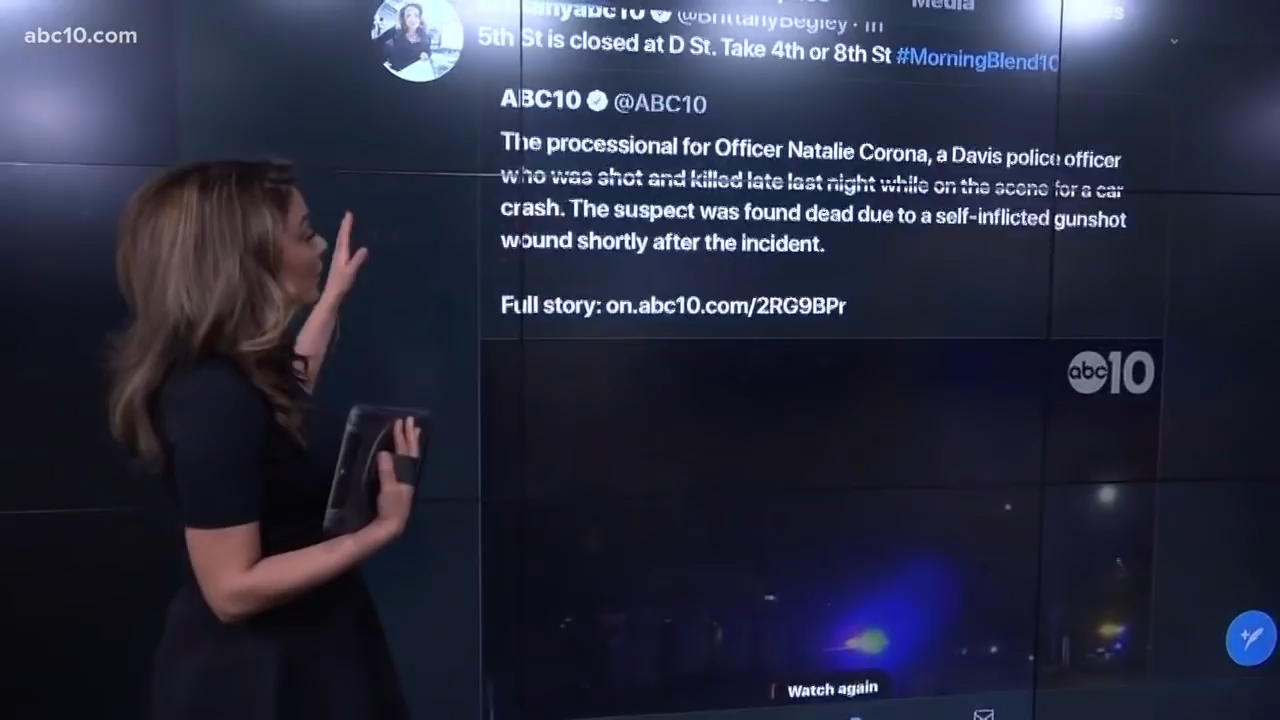 abc10.com
Media
@BrittanyBegley
5th St is closed at D St. Take 4th or 8th St #MorningBlend10
ABC10 @ABC10
The processional for Officer Natalie Corona, a Davis police officer
who was shot and killed late last night while on the scene for a car
crash. The suspect was found dead due to a self-inflicted gunshot
wound shortly after the incident.
Full story: on.abc10.com/2RG9BPr
abc10
Watch again